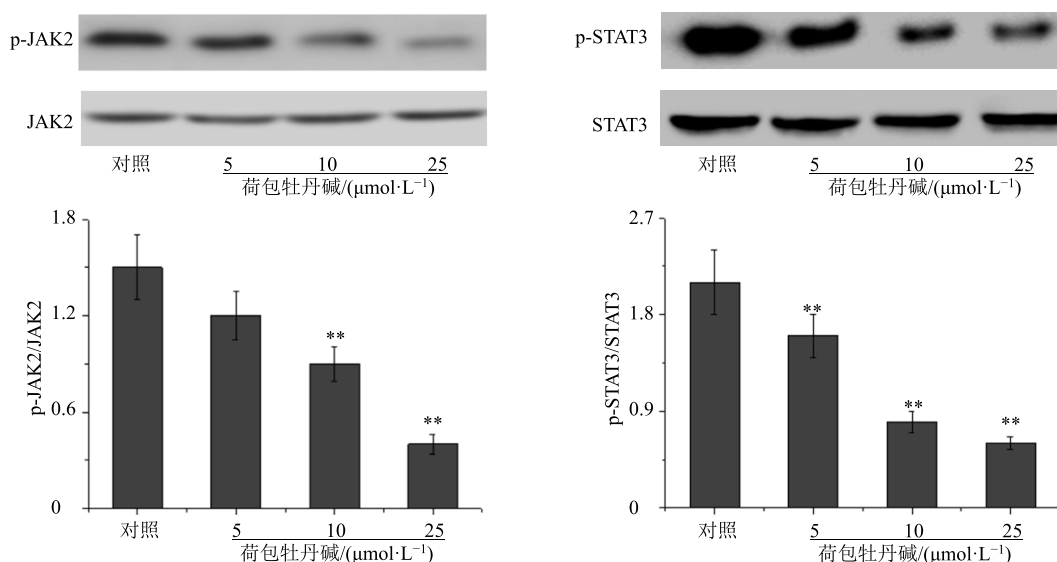 p-JAK2
JAK2
对照 5 10 25
荷包牡丹碱/(μmol·L⁻¹)
p-STAT3
STAT3
对照 5 10 25
荷包牡丹碱/(μmol·L⁻¹)
p-JAK2/JAK2
1.8
1.2
0.6
0
**
**
对照 5 10 25
荷包牡丹碱/(μmol·L⁻¹)
p-STAT3/STAT3
2.7
1.8
0.9
0
**
**
**
对照 5 10 25
荷包牡丹碱/(μmol·L⁻¹)